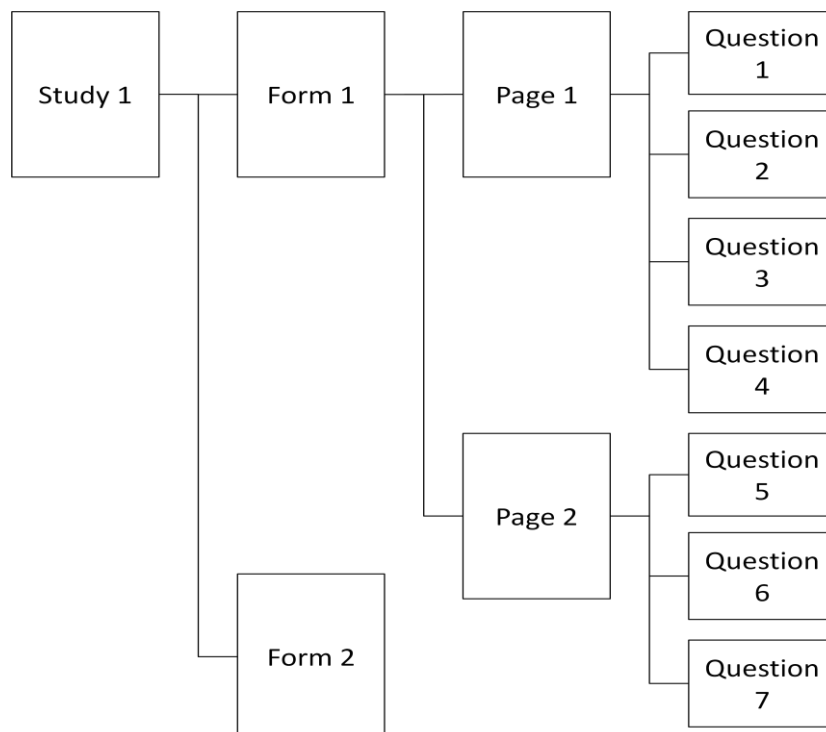 Study 1
Form 1
Page 1
Question
1
Question
2
Question
3
Question
4
Page 2
Question
5
Question
6
Question
7
Form 2